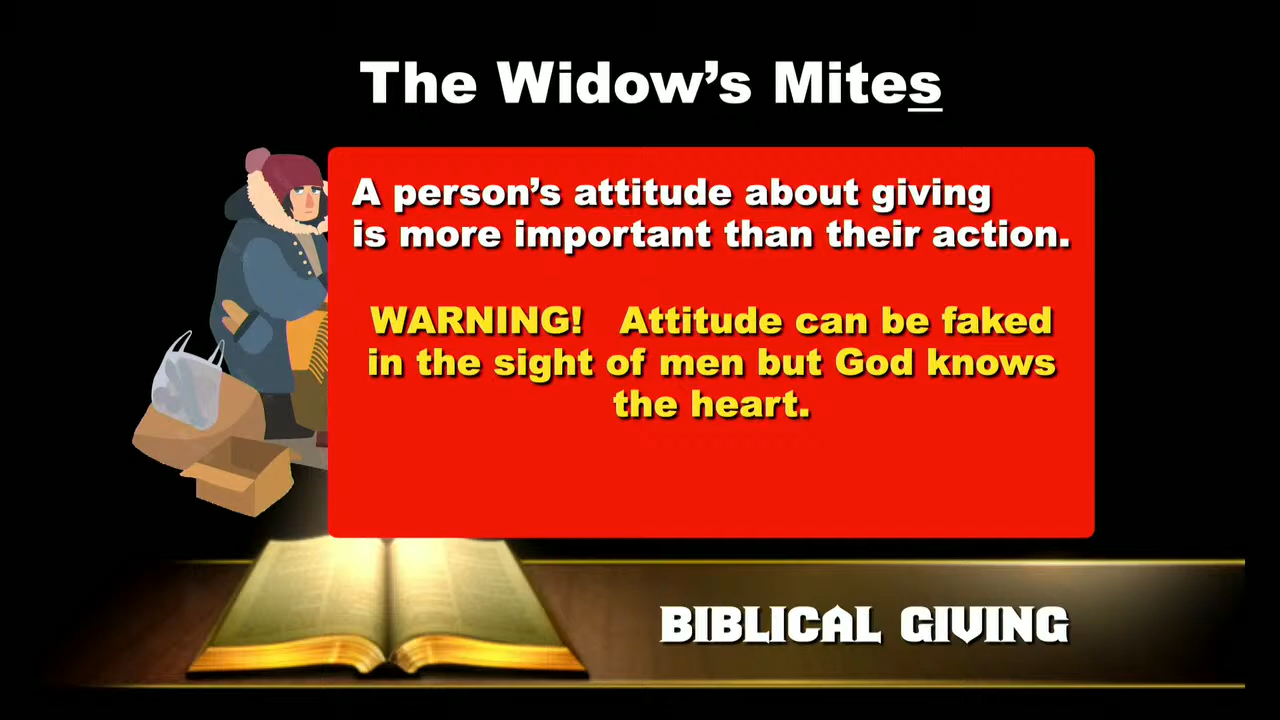 The Widow’s Mites
A person’s attitude about giving
is more important than their action.
WARNING! Attitude can be faked
in the sight of men but God knows
the heart.
BIBLICAL GIVING